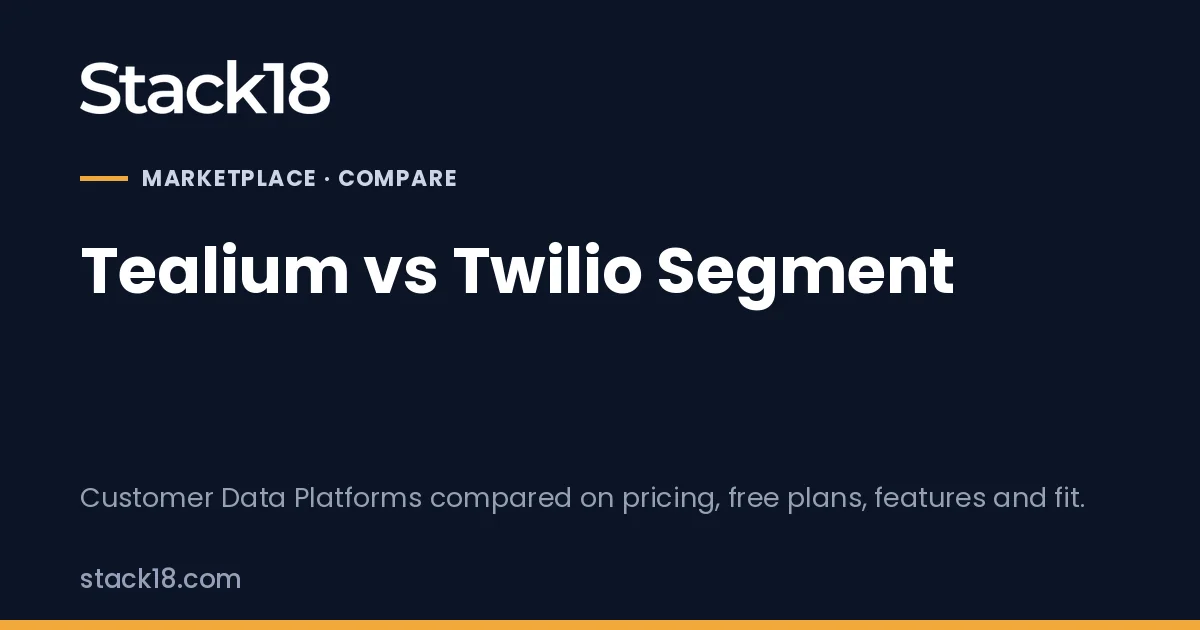 Stack18
MARKETPLACE · COMPARE
Tealium vs Twilio Segment
Customer Data Platforms compared on pricing, free plans, features and fit.
stack18.com